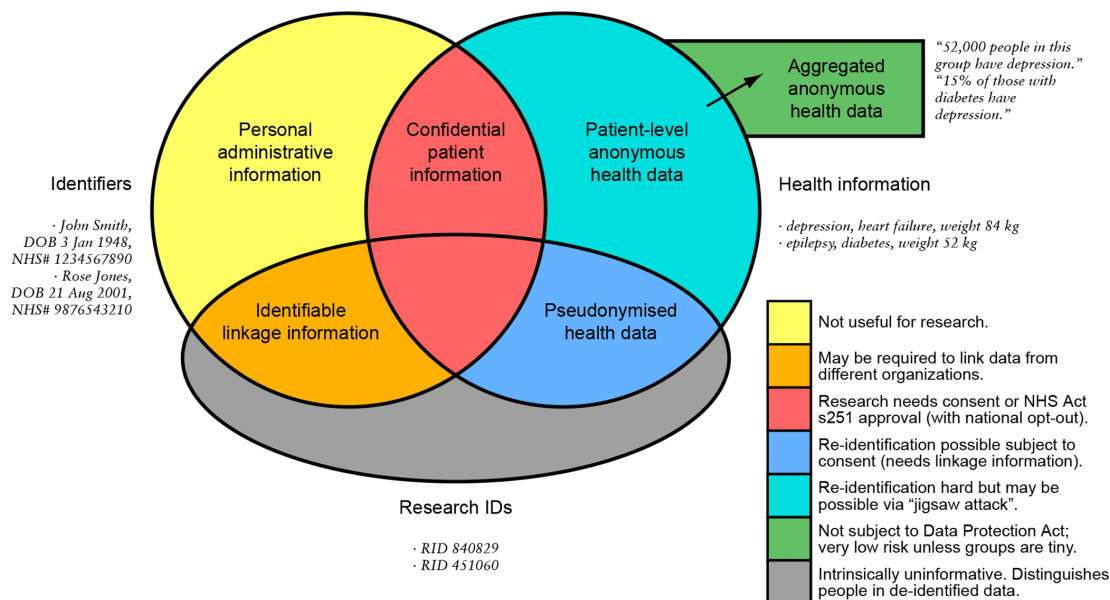 Aggregated
anonymous
health data
“52,000 people in this
group have depression.”
“15% of those with
diabetes have
depression.”
Personal
administrative
information
Confidential
patient
information
Patient-level
anonymous
health data
Identifiers
· John Smith,
DOB 3 Jan 1948,
NHS# 1234567890
· Rose Jones,
DOB 21 Aug 2001,
NHS# 9876543210
Health information
· depression, heart failure, weight 84 kg
· epilepsy, diabetes, weight 52 kg
Identifiable
linkage information
Pseudonymised
health data
Research IDs
· RID 840829
· RID 451060
Not useful for research.
May be required to link data from
different organizations.
Research needs consent or NHS Act
s251 approval (with national opt-out).
Re-identification possible subject to
consent (needs linkage information).
Re-identification hard but may be
possible via “jigsaw attack”.
Not subject to Data Protection Act;
very low risk unless groups are tiny.
Intrinsically uninformative. Distinguishes
people in de-identified data.